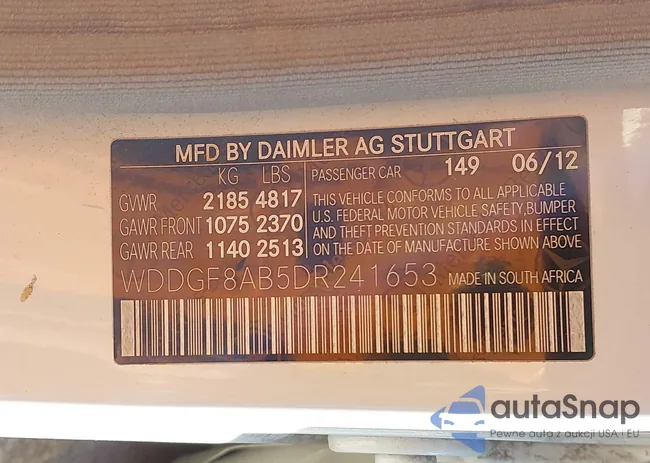 MFD BY DAIMLER AG STUTTGART
KG LBS
GVWR 2185 4817
GAWR FRONT 1075 2370
GAWR REAR 1140 2513
PASSENGER CAR 149 06/12
THIS VEHICLE CONFORMS TO ALL APPLICABLE
U.S. FEDERAL MOTOR VEHICLE SAFETY, BUMPER
AND THEFT PREVENTION STANDARDS IN EFFECT
ON THE DATE OF MANUFACTURE SHOWN ABOVE
WDDGF8AB5DR241653 MADE IN SOUTH AFRICA
autaSnap
Pewne auta z aukcji USA i EU